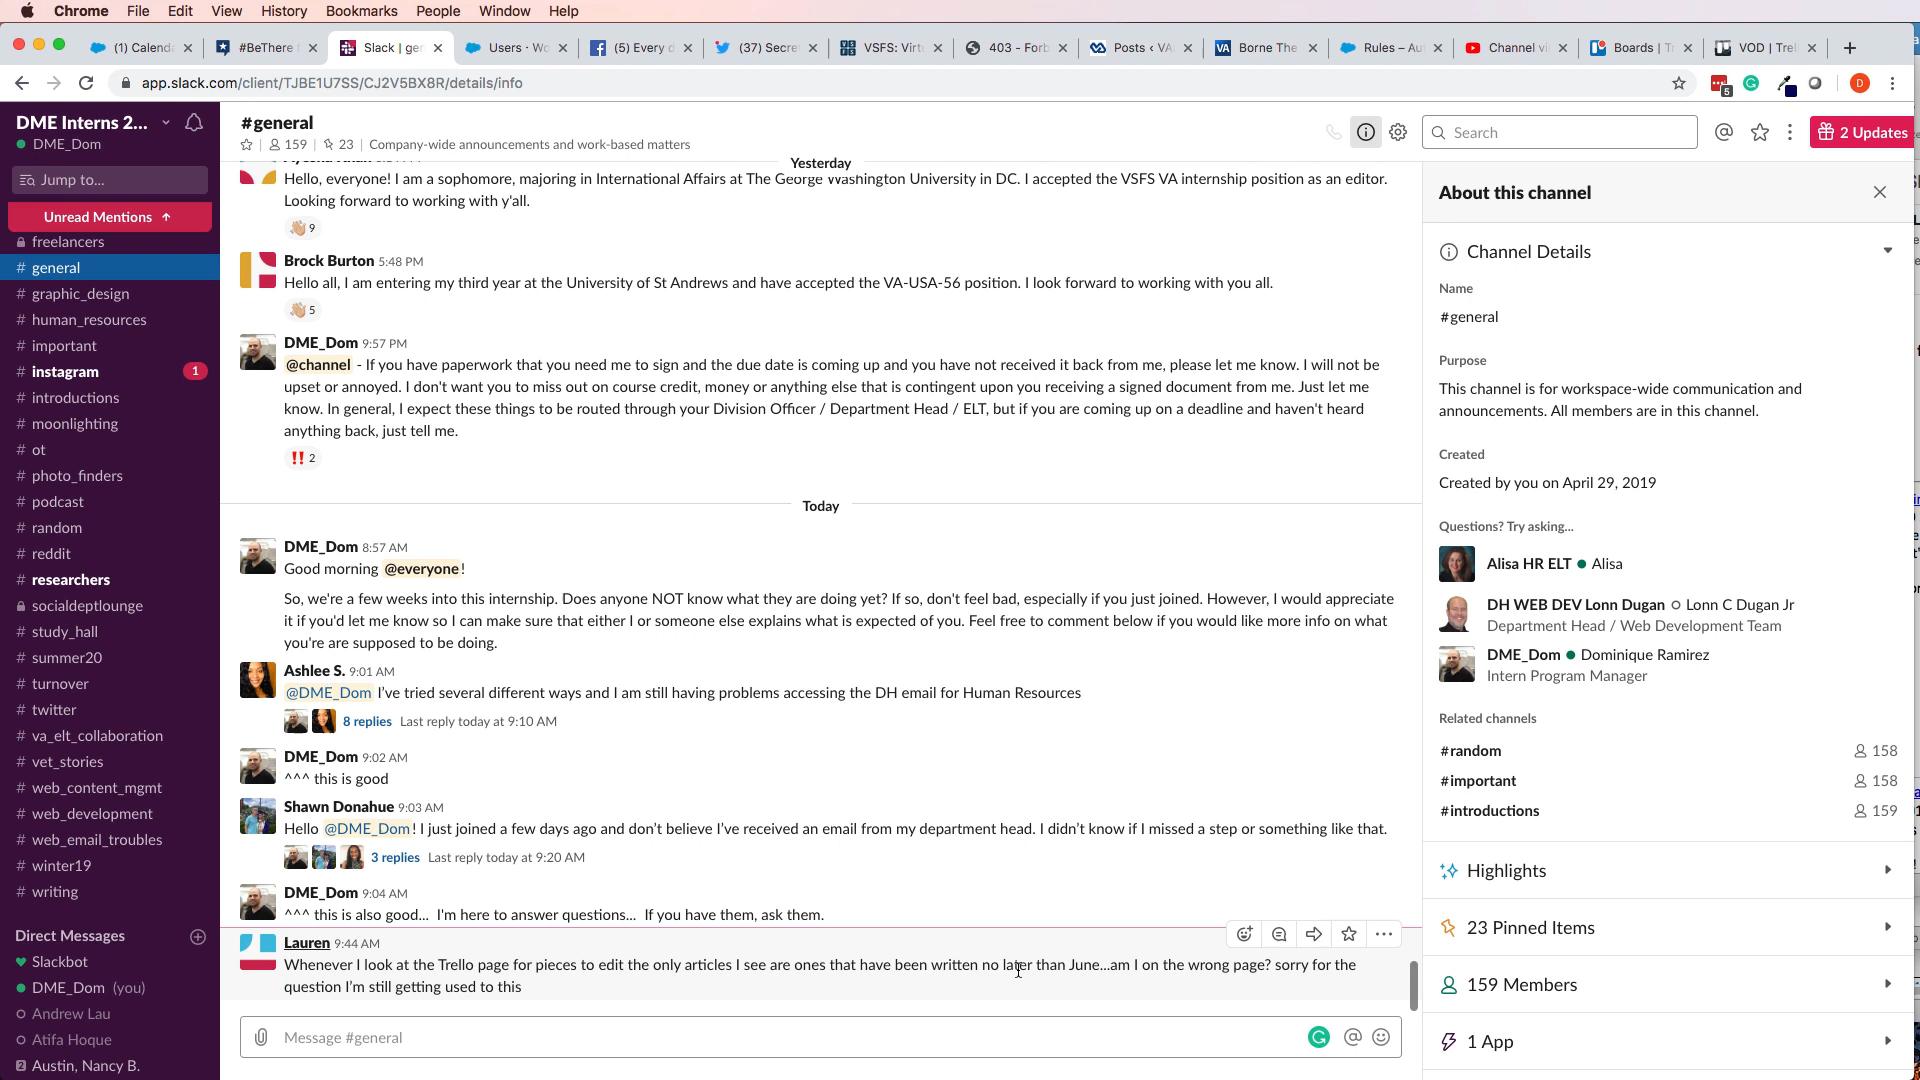 Chrome File Edit View History Bookmarks People Window Help
(1) Calend
#BeThere
Slack | ge
Users · Wo
(5) Every d
(37) Secre
VSFS: Virt
403 - Forb
Posts ‹ VA
Borne The
Rules – Au
Channel vi
Boards | T
VOD | Trel
app.slack.com/client/TJBE1U7SS/CJ2V5BX8R/details/info
5
D
DME Interns 2...
DME_Dom
Jump to...
Unread Mentions ↑
freelancers
# general
# graphic_design
# human_resources
# important
# instagram 1
# introductions
# moonlighting
# ot
# photo_finders
# podcast
# random
# reddit
# researchers
socialdeptlounge
# study_hall
# summer20
# turnover
# twitter
# va_elt_collaboration
# vet_stories
# web_content_mgmt
# web_development
# web_email_troubles
# winter19
# writing
Direct Messages
Slackbot
DME_Dom (you)
Andrew Lau
Atifa Hoque
2 Austin, Nancy B.
#general
159 | 23 | Company-wide announcements and work-based matters
Search
2 Updates
Yesterday
Hello, everyone! I am a sophomore, majoring in International Affairs at The George Washington University in DC. I accepted the VSFS VA internship position as an editor.
Looking forward to working with y'all.
9
Brock Burton 5:48 PM
Hello all, I am entering my third year at the University of St Andrews and have accepted the VA-USA-56 position. I look forward to working with you all.
5
DME_Dom 9:57 PM
@channel - If you have paperwork that you need me to sign and the due date is coming up and you have not received it back from me, please let me know. I will not be
upset or annoyed. I don't want you to miss out on course credit, money or anything else that is contingent upon you receiving a signed document from me. Just let me
know. In general, I expect these things to be routed through your Division Officer / Department Head / ELT, but if you are coming up on a deadline and haven't heard
anything back, just tell me.
‼ 2
Today
DME_Dom 8:57 AM
Good morning @everyone!
So, we're a few weeks into this internship. Does anyone NOT know what they are doing yet? If so, don't feel bad, especially if you just joined. However, I would appreciate
it if you'd let me know so I can make sure that either I or someone else explains what is expected of you. Feel free to comment below if you would like more info on what
you're are supposed to be doing.
Ashlee S. 9:01 AM
@DME_Dom I've tried several different ways and I am still having problems accessing the DH email for Human Resources
8 replies Last reply today at 9:10 AM
DME_Dom 9:02 AM
^^^ this is good
Shawn Donahue 9:03 AM
Hello @DME_Dom! I just joined a few days ago and don't believe I've received an email from my department head. I didn't know if I missed a step or something like that.
3 replies Last reply today at 9:20 AM
DME_Dom 9:04 AM
^^^ this is also good... I'm here to answer questions... If you have them, ask them.
Lauren 9:44 AM
Whenever I look at the Trello page for pieces to edit the only articles I see are ones that have been written no later than June...am I on the wrong page? sorry for the
question I'm still getting used to this
Message #general
About this channel
Channel Details
Name
#general
Purpose
This channel is for workspace-wide communication and
announcements. All members are in this channel.
Created
Created by you on April 29, 2019
Questions? Try asking...
Alisa HR ELT Alisa
DH WEB DEV Lonn Dugan Lonn C Dugan Jr
Department Head / Web Development Team
DME_Dom Dominique Ramirez
Intern Program Manager
Related channels
#random 158
#important 158
#introductions 159
Highlights
23 Pinned Items
159 Members
1 App